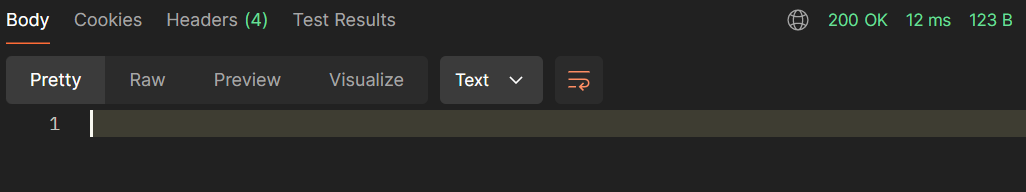 Body Cookies Headers (4) Test Results 200 OK 12 ms 123 B
Pretty Raw Preview Visualize Text
1